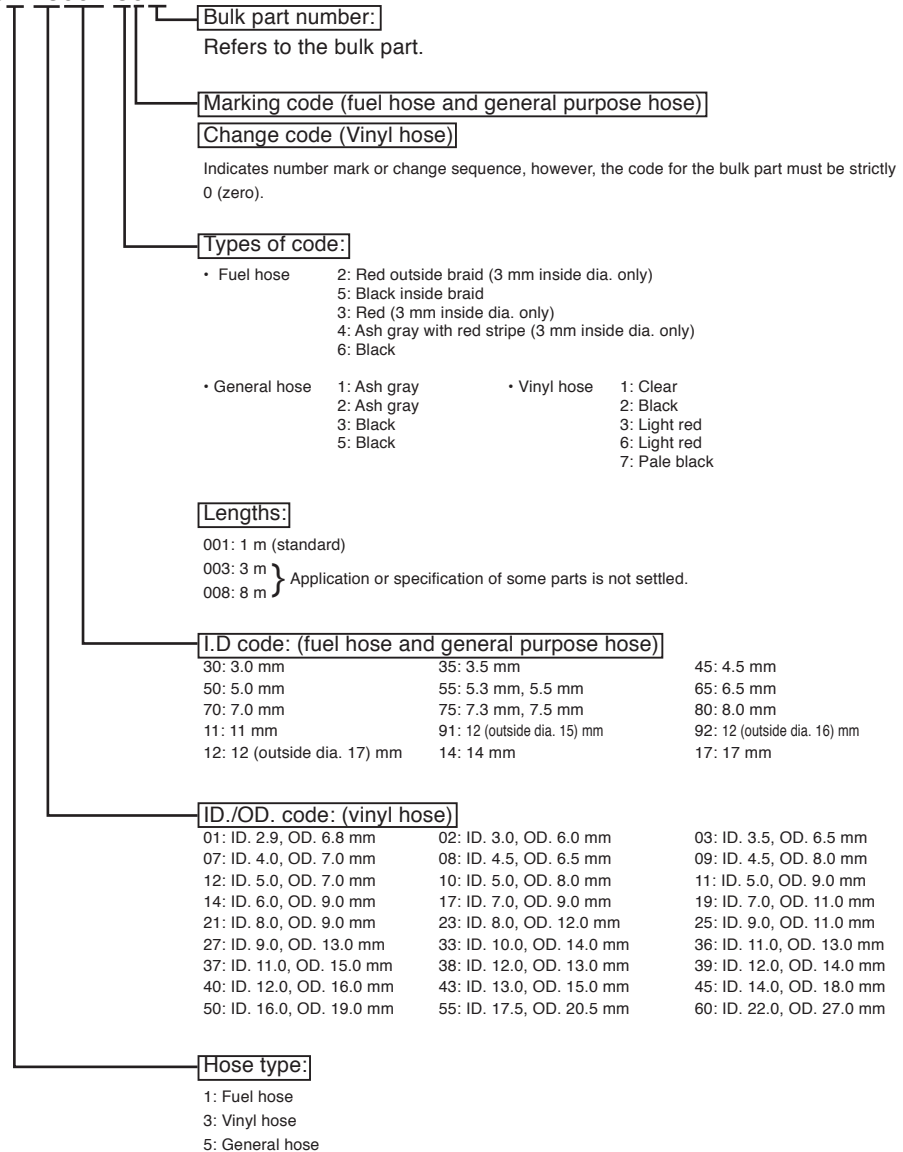 Bulk part number:
Refers to the bulk part.
Marking code (fuel hose and general purpose hose)
Change code (Vinyl hose)
Indicates number mark or change sequence, however, the code for the bulk part must be strictly
0 (zero).
Types of code:
・ Fuel hose 2: Red outside braid (3 mm inside dia. only)
5: Black inside braid
3: Red (3 mm inside dia. only)
4: Ash gray with red stripe (3 mm inside dia. only)
6: Black
・General hose 1: Ash gray ・Vinyl hose 1: Clear
2: Ash gray 2: Black
3: Black 3: Light red
5: Black 6: Light red
7: Pale black
Lengths:
001: 1 m (standard)
003: 3 m
008: 8 m } Application or specification of some parts is not settled.
I.D code: (fuel hose and general purpose hose)
30: 3.0 mm 35: 3.5 mm 45: 4.5 mm
50: 5.0 mm 55: 5.3 mm, 5.5 mm 65: 6.5 mm
70: 7.0 mm 75: 7.3 mm, 7.5 mm 80: 8.0 mm
11: 11 mm 91: 12 (outside dia. 15) mm 92: 12 (outside dia. 16) mm
12: 12 (outside dia. 17) mm 14: 14 mm 17: 17 mm
ID./OD. code: (vinyl hose)
01: ID. 2.9, OD. 6.8 mm 02: ID. 3.0, OD. 6.0 mm 03: ID. 3.5, OD. 6.5 mm
07: ID. 4.0, OD. 7.0 mm 08: ID. 4.5, OD. 6.5 mm 09: ID. 4.5, OD. 8.0 mm
12: ID. 5.0, OD. 7.0 mm 10: ID. 5.0, OD. 8.0 mm 11: ID. 5.0, OD. 9.0 mm
14: ID. 6.0, OD. 9.0 mm 17: ID. 7.0, OD. 9.0 mm 19: ID. 7.0, OD. 11.0 mm
21: ID. 8.0, OD. 9.0 mm 23: ID. 8.0, OD. 12.0 mm 25: ID. 9.0, OD. 11.0 mm
27: ID. 9.0, OD. 13.0 mm 33: ID. 10.0, OD. 14.0 mm 36: ID. 11.0, OD. 13.0 mm
37: ID. 11.0, OD. 15.0 mm 38: ID. 12.0, OD. 13.0 mm 39: ID. 12.0, OD. 14.0 mm
40: ID. 12.0, OD. 16.0 mm 43: ID. 13.0, OD. 15.0 mm 45: ID. 14.0, OD. 18.0 mm
50: ID. 16.0, OD. 19.0 mm 55: ID. 17.5, OD. 20.5 mm 60: ID. 22.0, OD. 27.0 mm
Hose type:
1: Fuel hose
3: Vinyl hose
5: General hose